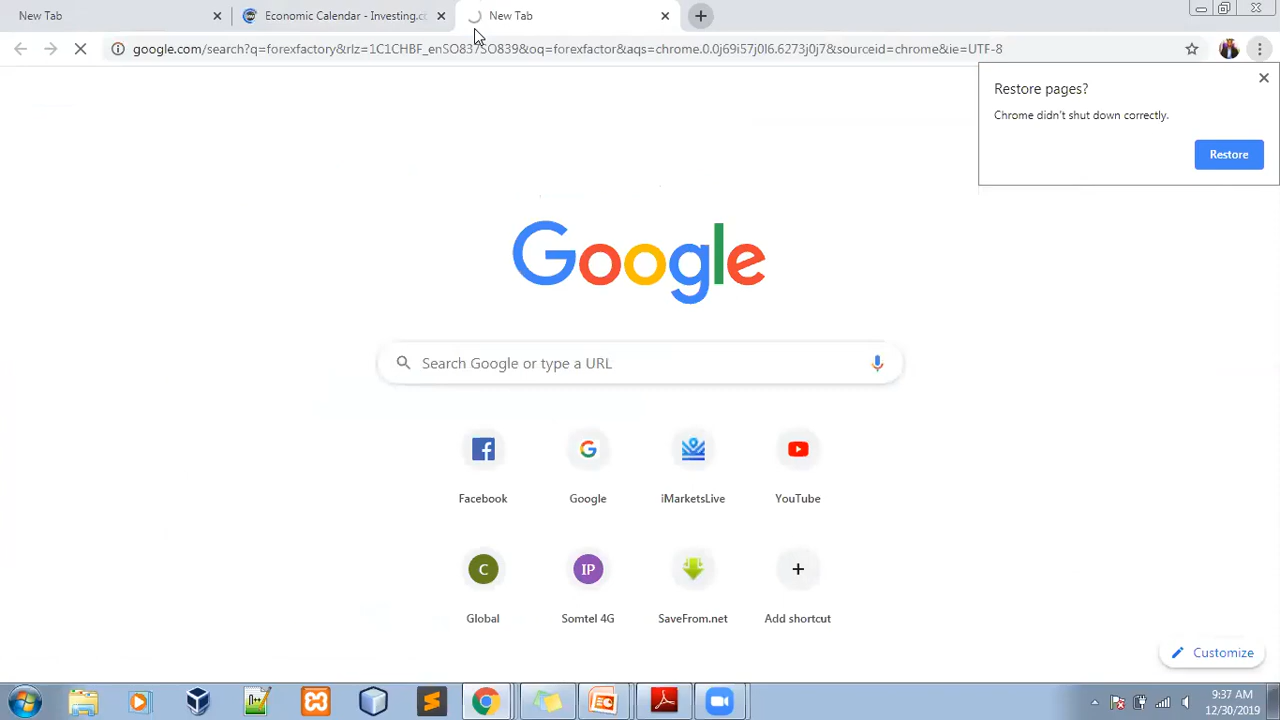 New Tab
Economic Calendar - Investing.c
New Tab
google.com/search?q=forexfactory&rlz=1C1CHBF_enSO837SO839&oq=forexfactor&aqs=chrome.0.0j69i57j0l6.6273j0j7&sourceid=chrome&ie=UTF-8
Restore pages?
Chrome didn't shut down correctly.
Restore
Google
Search Google or type a URL
Facebook
Google
iMarketsLive
YouTube
C
IP
Global
Somtel 4G
SaveFrom.net
Add shortcut
Customize
9:37 AM
12/30/2019